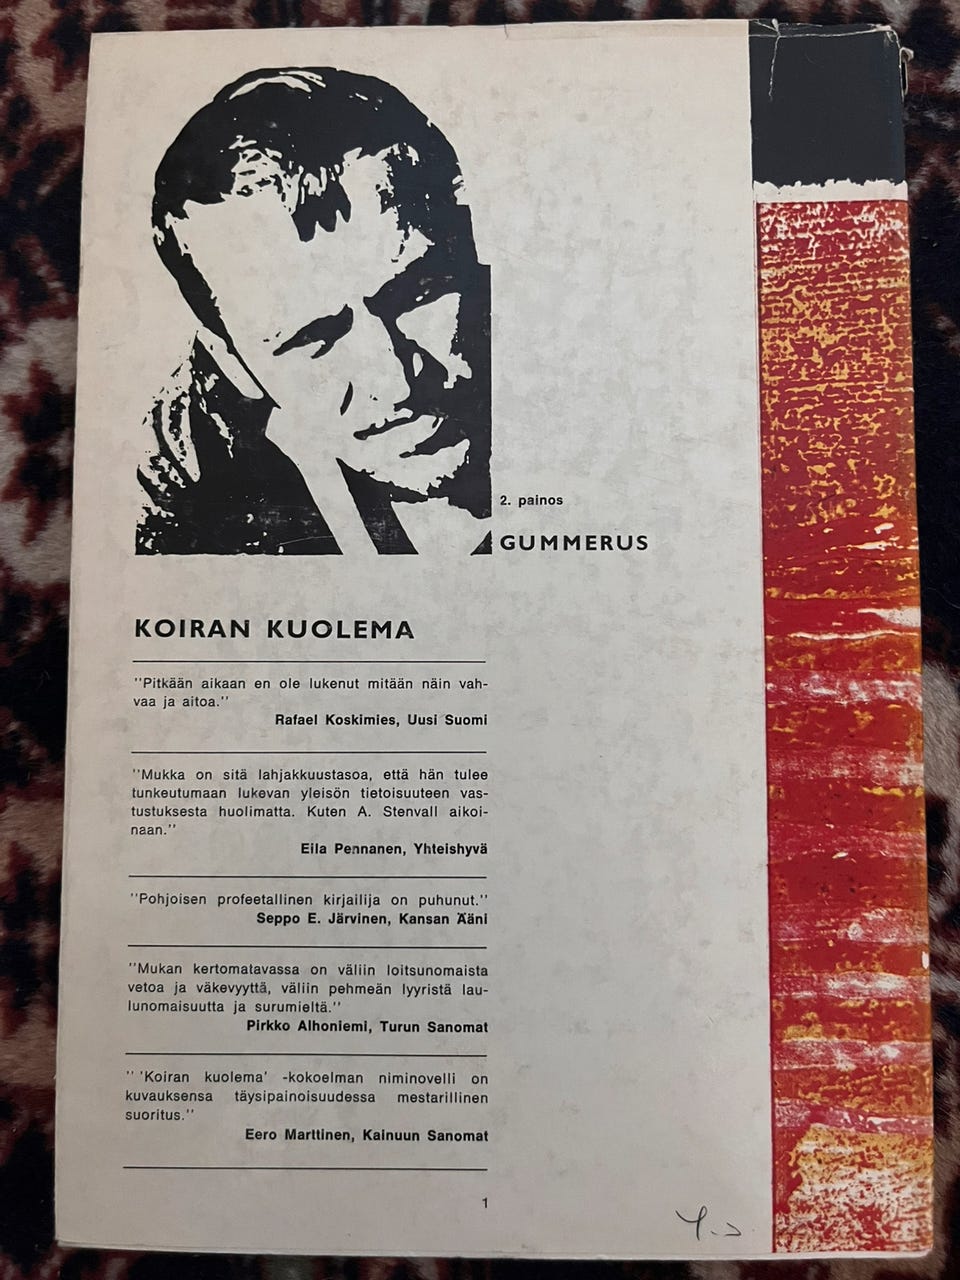 2. painos
GUMMERUS
KOIRAN KUOLEMA
''Pitkään aikaan en ole lukenut mitään näin vah-
vaa ja aitoa.''
Rafael Koskimies, Uusi Suomi
''Mukka on sitä lahjakkuustasoa, että hän tulee
tunkeutumaan lukevan yleisön tietoisuuteen vas-
tustuksesta huolimatta. Kuten A. Stenvall aikoi-
naan.''
Eila Pennanen, Yhteishyvä
''Pohjoisen profeetallinen kirjailija on puhunut.''
Seppo E. Järvinen, Kansan Ääni
''Mukan kertomatavassa on väliin loitsunomaista
vetoa ja väkevyyttä, väliin pehmeän lyyristä lau-
lunomaisuutta ja surumieltä.''
Pirkko Alhoniemi, Turun Sanomat
'' 'Koiran kuolema' -kokoelman niminovelli on
kuvauksensa täysipainoisuudessa mestarillinen
suoritus.''
Eero Marttinen, Kainuun Sanomat
1